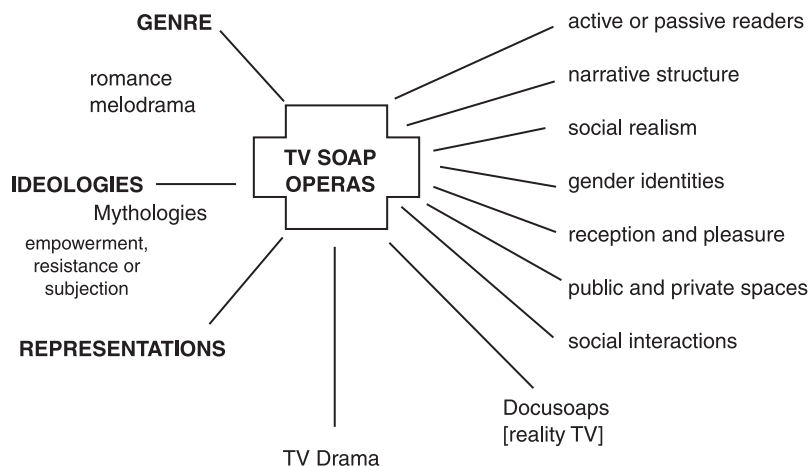 GENRE
romance
melodrama
IDEOLOGIES
Mythologies
empowerment,
resistance or
subjection
REPRESENTATIONS
TV SOAP
OPERAS
TV Drama
active or passive readers
narrative structure
social realism
gender identities
reception and pleasure
public and private spaces
social interactions
Docusoaps
[reality TV]